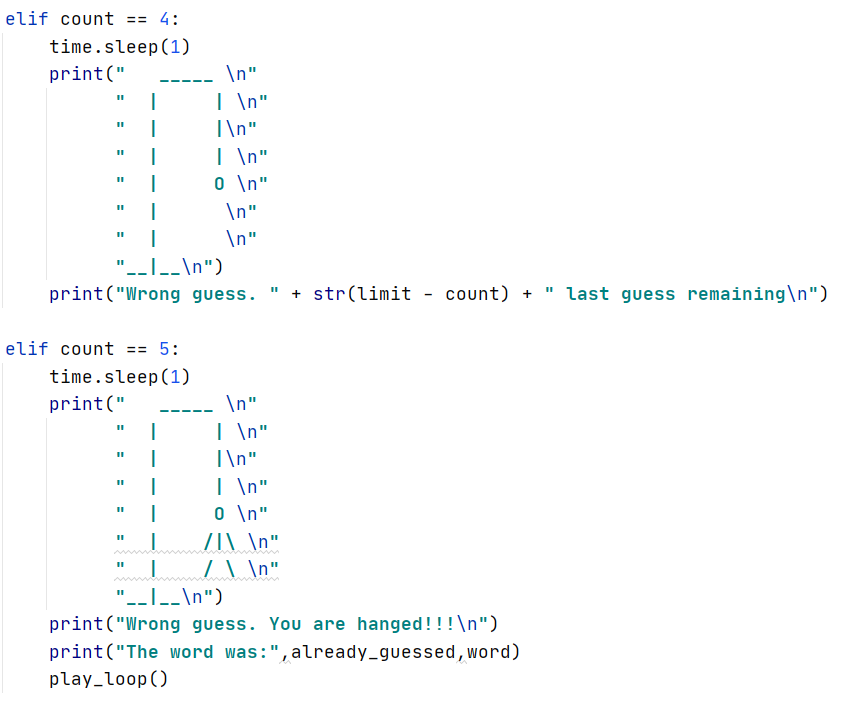 elif count == 4:
    time.sleep(1)
    print("   _____ \n"
          "  |     | \n"
          "  |     |\n"
          "  |     | \n"
          "  |     O \n"
          "  |      \n"
          "  |      \n"
          "__|__\n")
    print("Wrong guess. " + str(limit - count) + " last guess remaining\n")

elif count == 5:
    time.sleep(1)
    print("   _____ \n"
          "  |     | \n"
          "  |     |\n"
          "  |     | \n"
          "  |     O \n"
          "  |    /|\ \n"
          "  |    / \ \n"
          "__|__\n")
    print("Wrong guess. You are hanged!!!\n")
    print("The word was:",already_guessed,word)
    play_loop()